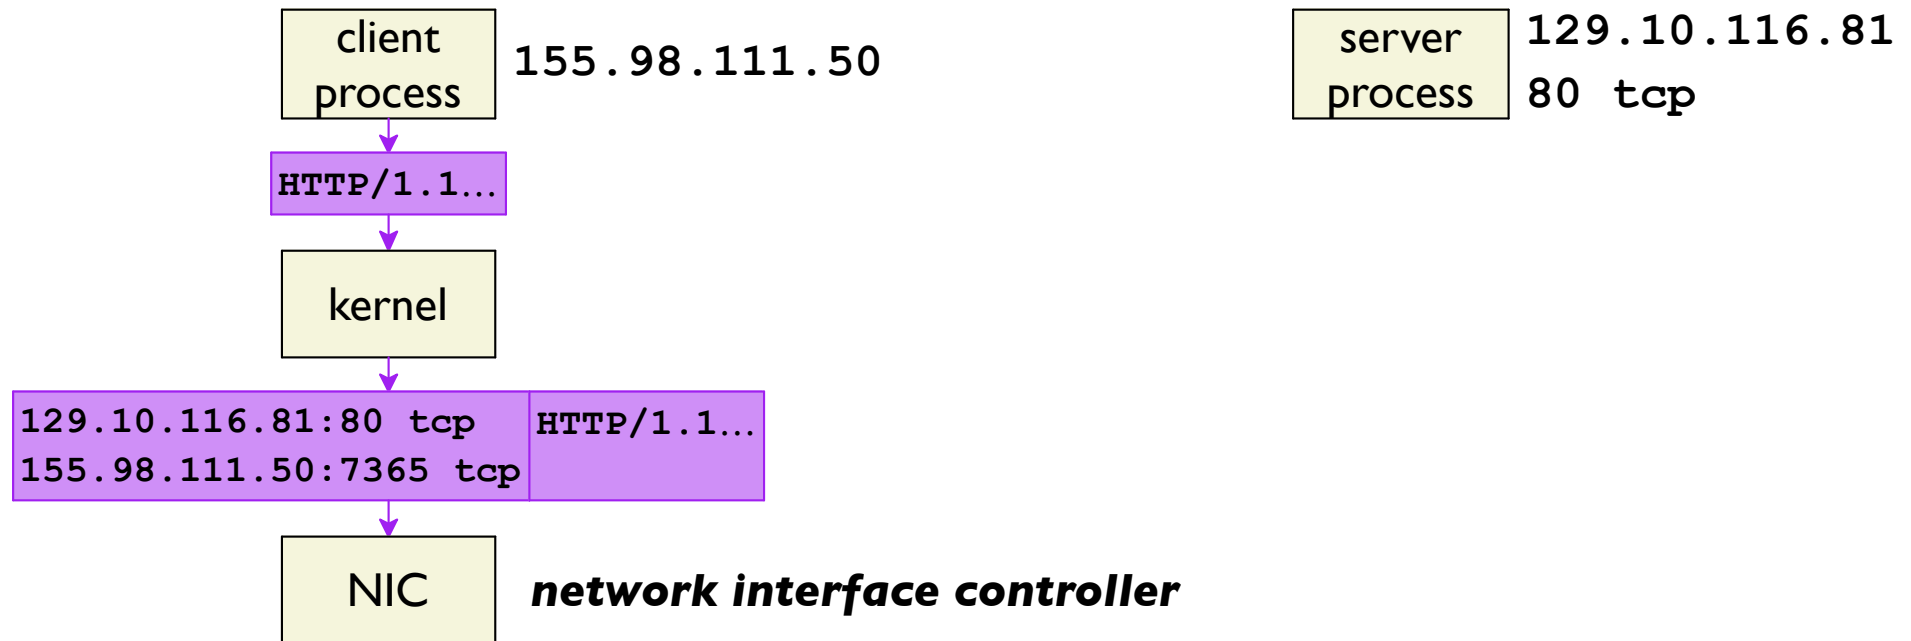 client
process
155.98.111.50
server
process
129.10.116.81
80 tcp
HTTP/1.1...
kernel
129.10.116.81:80 tcp
155.98.111.50:7365 tcp
HTTP/1.1...
NIC
network interface controller